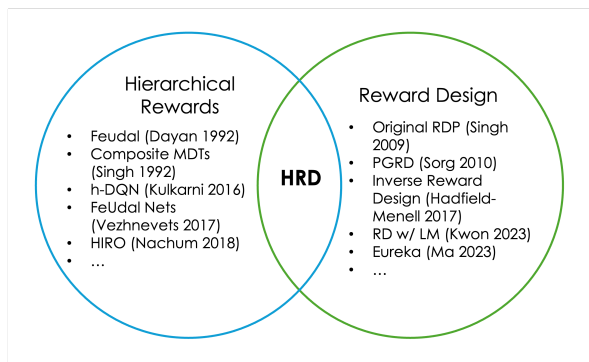 Hierarchical
Rewards
• Feudal (Dayan 1992)
• Composite MDTs
(Singh 1992)
• h-DQN (Kulkarni 2016)
• FeUdal Nets
(Vezhnevets 2017)
• HIRO (Nachum 2018)
• …
HRD
Reward Design
• Original RDP (Singh
2009)
• PGRD (Sorg 2010)
• Inverse Reward
Design (Hadfield-
Menell 2017)
• RD w/ LM (Kwon 2023)
• Eureka (Ma 2023)
• …